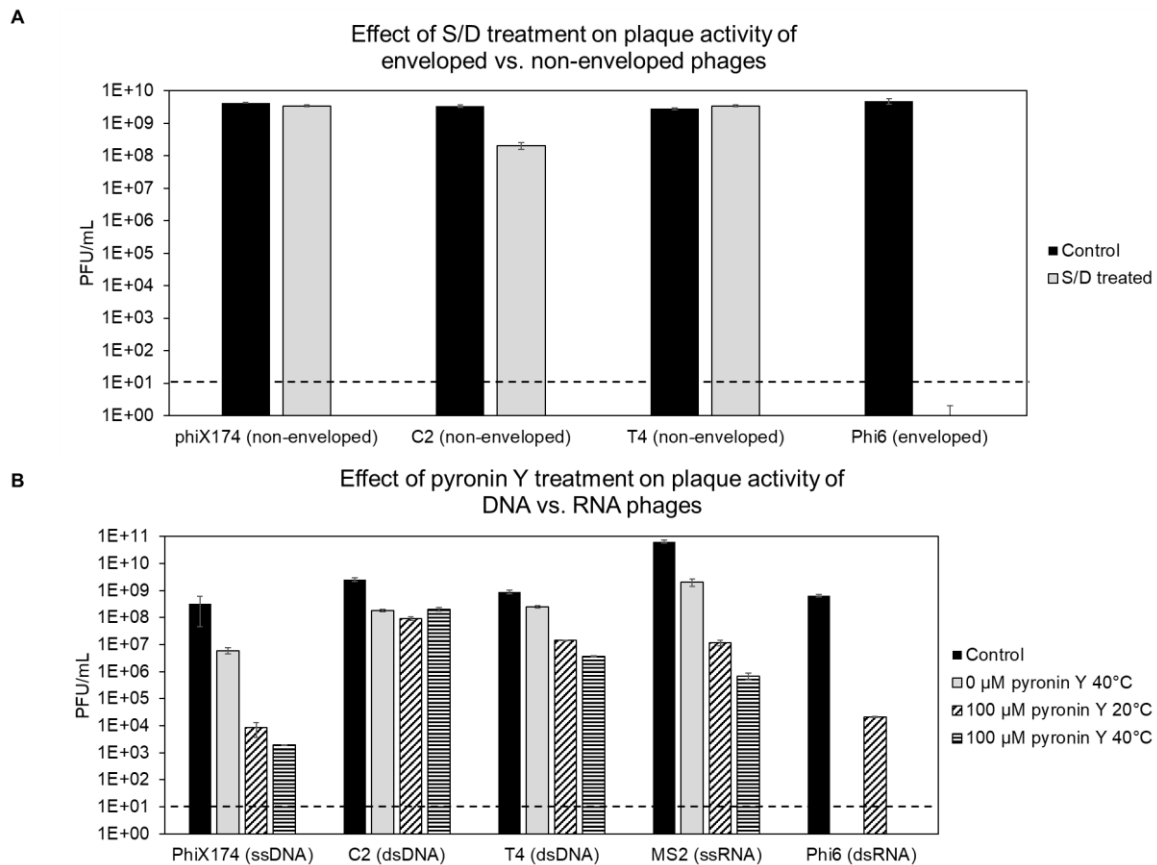 A
Effect of S/D treatment on plaque activity of
enveloped vs. non-enveloped phages
1E+10
1E+09
1E+08
1E+07
1E+06
1E+05
1E+04
1E+03
1E+02
1E+01
1E+00
PFU/mL
phiX174 (non-enveloped)
C2 (non-enveloped)
T4 (non-enveloped)
Phi6 (enveloped)
Control
S/D treated
B
Effect of pyronin Y treatment on plaque activity of
DNA vs. RNA phages
1E+11
1E+10
1E+09
1E+08
1E+07
1E+06
1E+05
1E+04
1E+03
1E+02
1E+01
1E+00
PFU/mL
PhiX174 (ssDNA)
C2 (dsDNA)
T4 (dsDNA)
MS2 (ssRNA)
Phi6 (dsRNA)
Control
0 µM pyronin Y 40°C
100 µM pyronin Y 20°C
100 µM pyronin Y 40°C